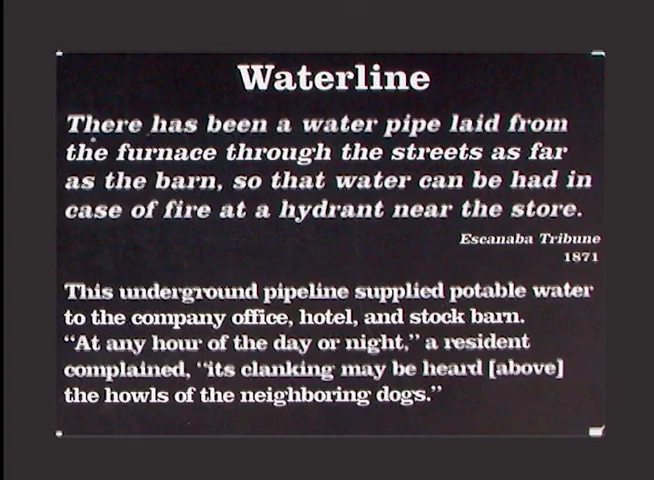 Waterline
There has been a water pipe laid from
the furnace through the streets as far
as the barn, so that water can be had in
case of fire at a hydrant near the store.
Escanaba Tribune
1871
This underground pipeline supplied potable water
to the company office, hotel, and stock barn.
“At any hour of the day or night,” a resident
complained, “its clanking may be heard [above]
the howls of the neighboring dogs.”